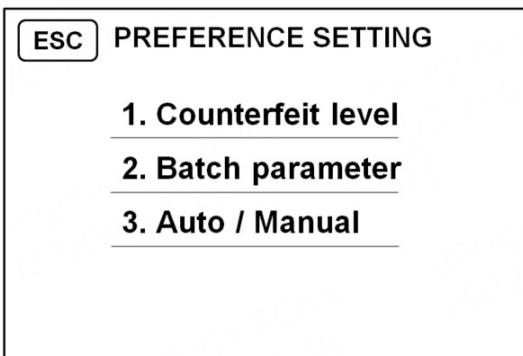 ESC PREFERENCE SETTING
1. Counterfeit level
2. Batch parameter
3. Auto / Manual